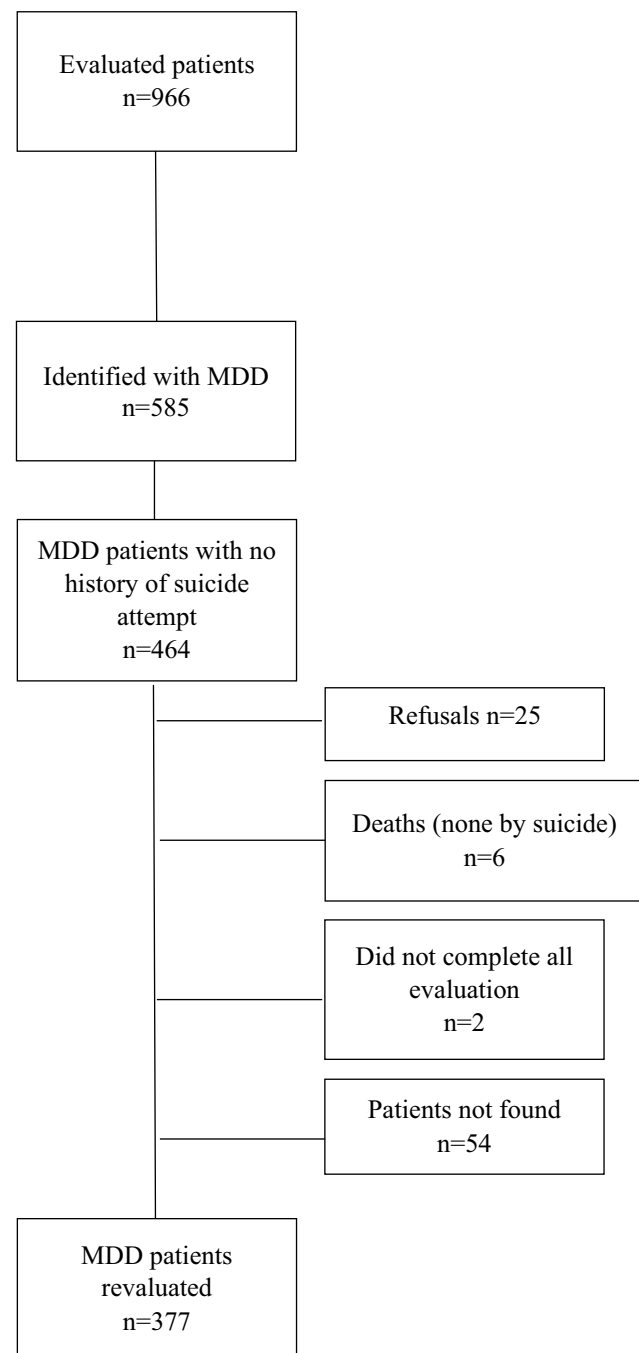 Evaluated patients
n=966
Identified with MDD
n=585
MDD patients with no
history of suicide
attempt
n=464
Refusals n=25
Deaths (none by suicide)
n=6
Did not complete all
evaluation
n=2
Patients not found
n=54
MDD patients
revaluated
n=377